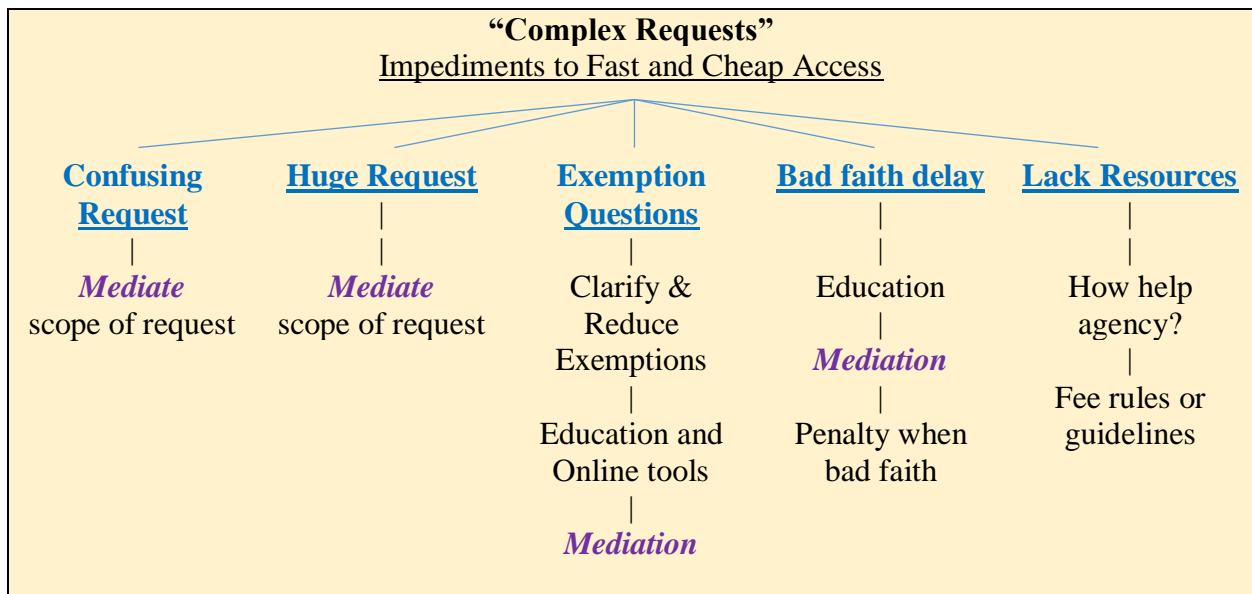 “Complex Requests”
Impediments to Fast and Cheap Access
Confusing
Request
|
Mediate
scope of request
Huge Request
|
|
Mediate
scope of request
Exemption
Questions
|
Clarify &
Reduce
Exemptions
|
Education and
Online tools
|
Mediation
Bad faith delay
|
|
Education
|
Mediation
|
Penalty when
bad faith
Lack Resources
|
|
How help
agency?
|
Fee rules or
guidelines